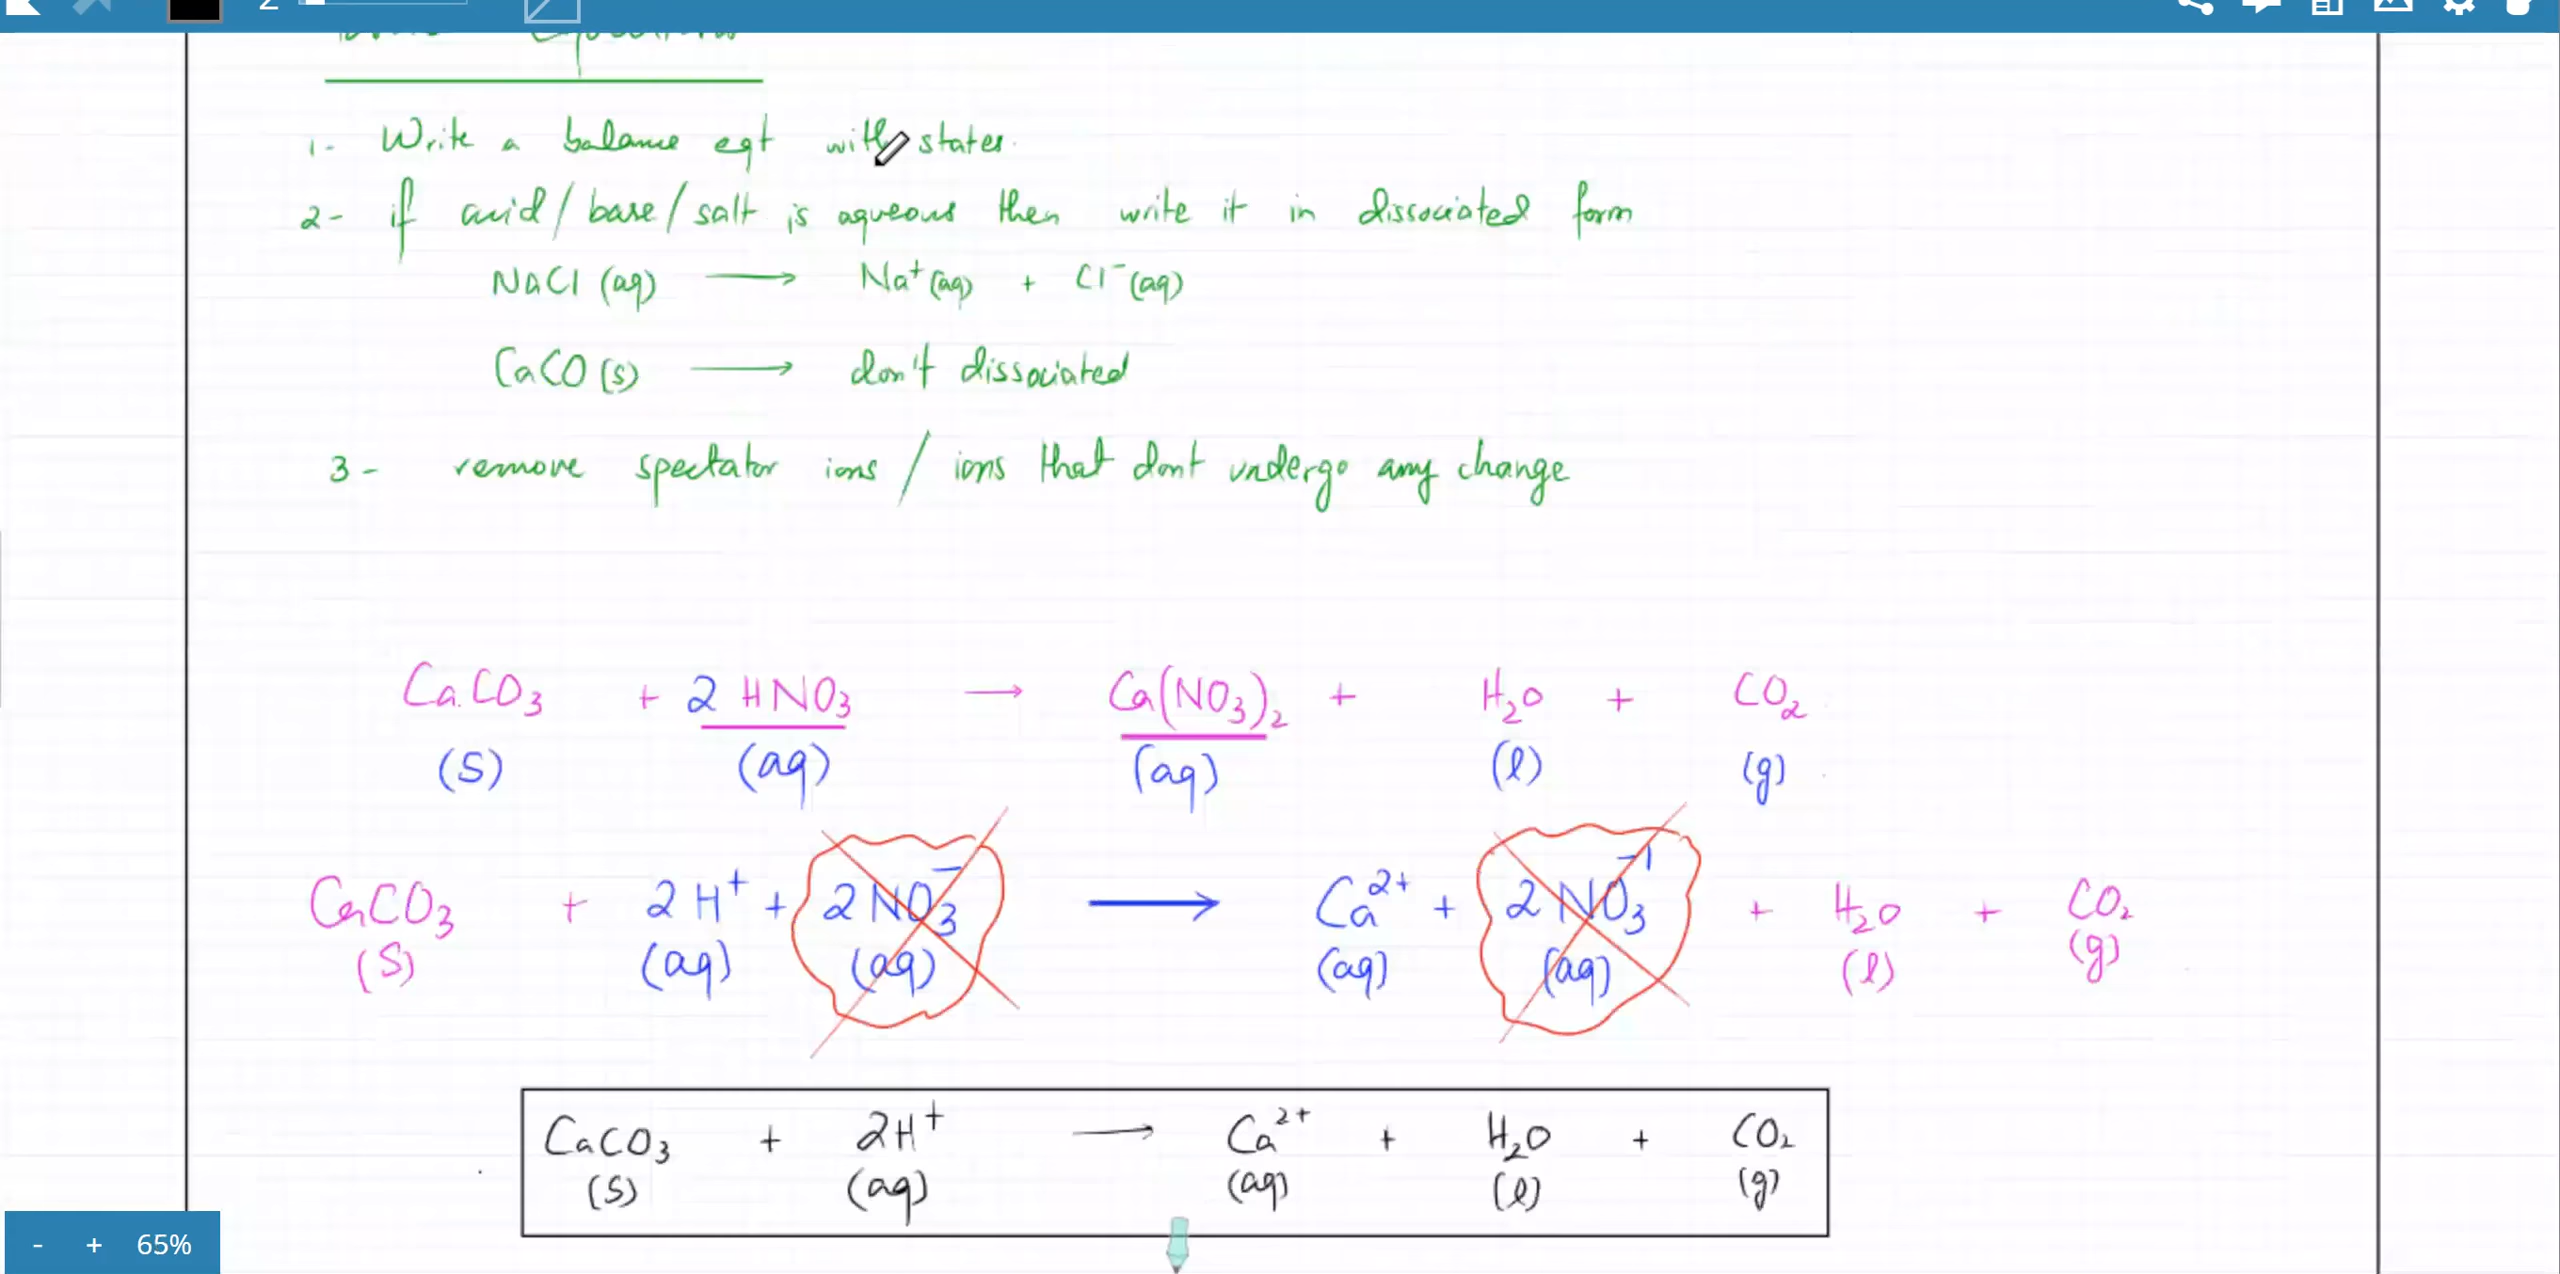 2
1- Write a balance eqt with states.
2- if acid/base/salt is aqueous then write it in dissociated form
NaCl (aq) ⟶ Na⁺(aq) + Cl⁻(aq)
CaCO (s) ⟶ don't dissociated
3- remove spectator ions / ions that dont undergo any change
CaCO₃ + 2 HNO₃ → Ca(NO₃)₂ + H₂O + CO₂
(s) (aq) (aq) (l) (g)
CaCO₃ + 2H⁺ + 2NO₃⁻ ⟶ Ca²⁺ + 2NO₃⁻¹ + H₂O + CO₂
(s) (aq) (aq) (aq) (aq) (l) (g)
CaCO₃ + 2H⁺ ⟶ Ca²⁺ + H₂O + CO₂
(s) (aq) (aq) (l) (g)
- + 65%